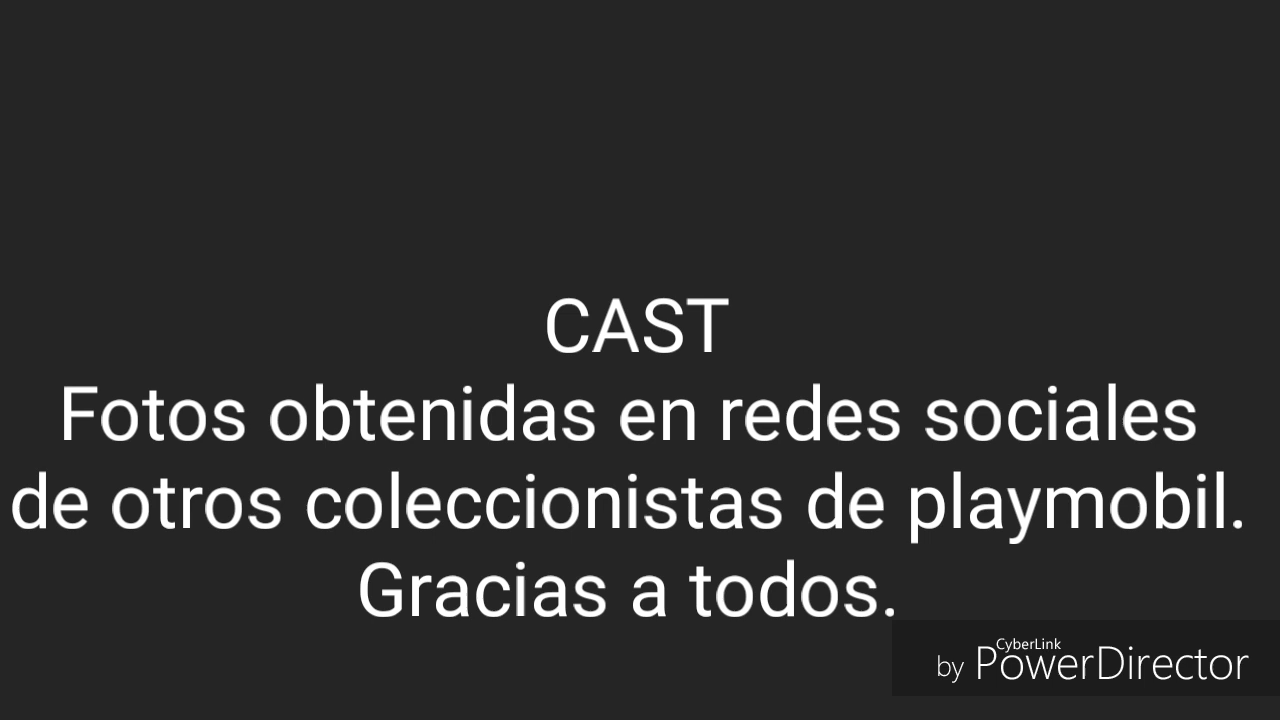 CAST
Fotos obtenidas en redes sociales
de otros coleccionistas de playmobil.
Gracias a todos.
CyberLink
by PowerDirector